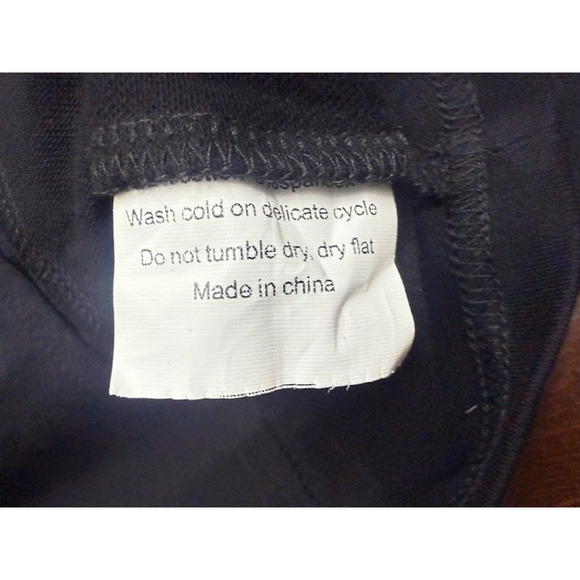 Wash cold on delicate cycle
Do not tumble dry, dry flat
Made in china